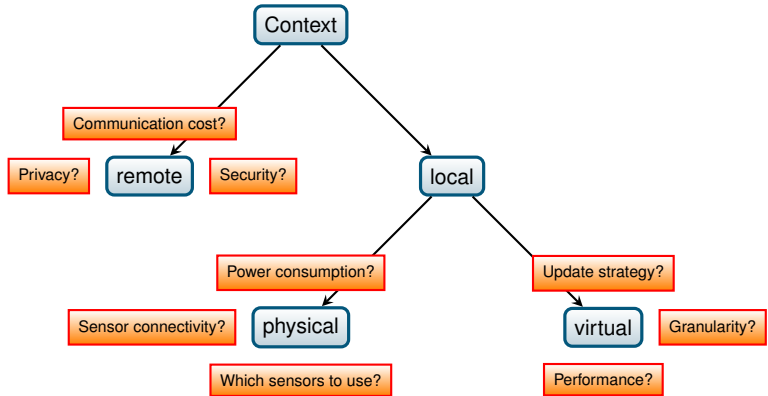 Context
Communication cost?
Privacy?
remote
Security?
local
Power consumption?
Update strategy?
Sensor connectivity?
physical
virtual
Granularity?
Which sensors to use?
Performance?